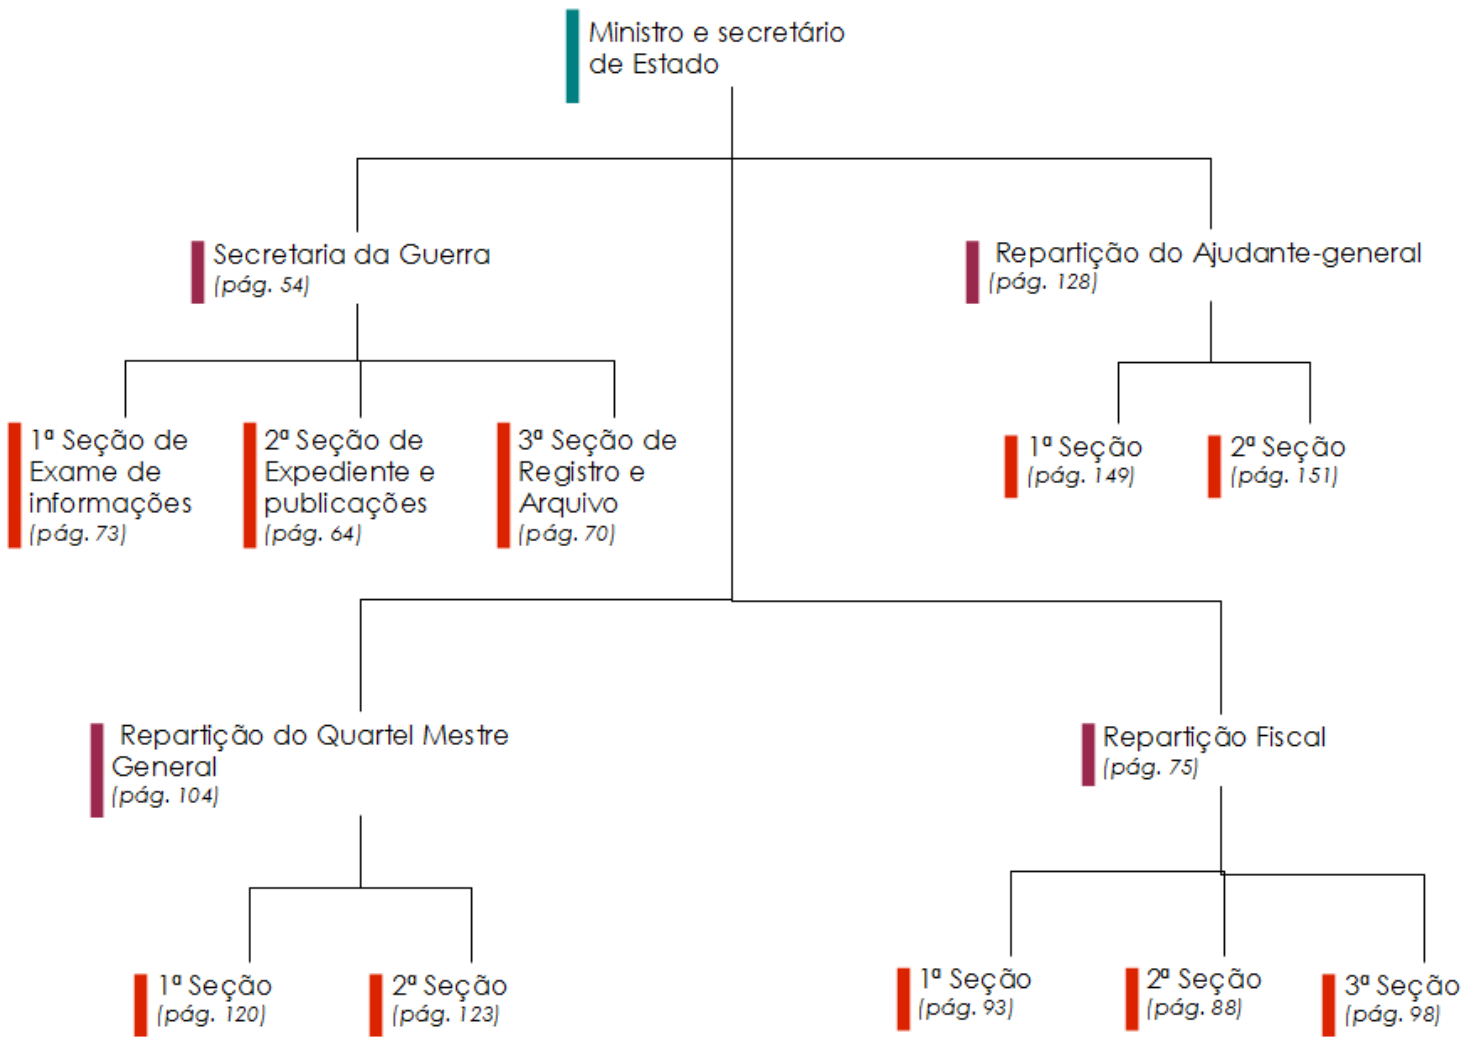 Ministro e secretário
de Estado
Secretaria da Guerra
(pág. 54)
Repartição do Ajudante-general
(pág. 128)
1ª Seção de
Exame de
informações
(pág. 73)
2ª Seção de
Expediente e
publicações
(pág. 64)
3ª Seção de
Registro e
Arquivo
(pág. 70)
1ª Seção
(pág. 149)
2ª Seção
(pág. 151)
Repartição do Quartel Mestre
General
(pág. 104)
Repartição Fiscal
(pág. 75)
1ª Seção
(pág. 120)
2ª Seção
(pág. 123)
1ª Seção
(pág. 93)
2ª Seção
(pág. 88)
3ª Seção
(pág. 98)